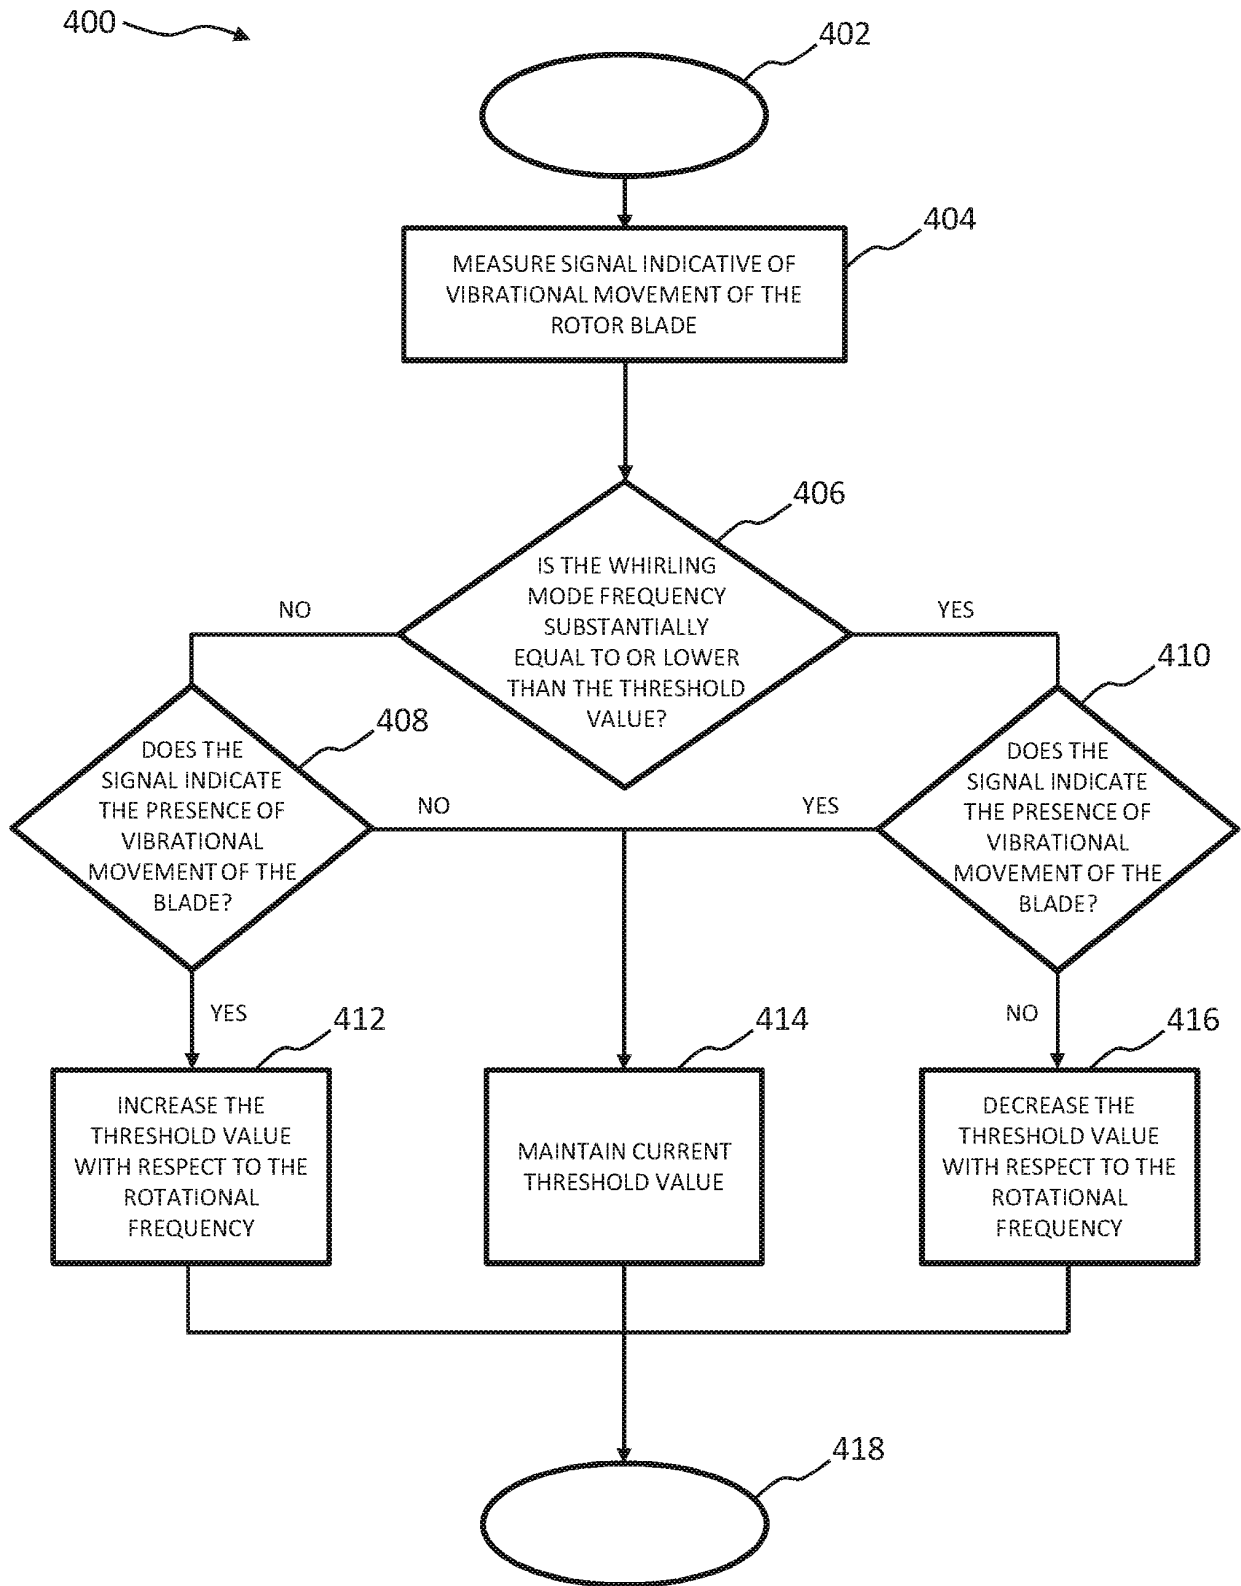 400
402
404
MEASURE SIGNAL INDICATIVE OF
VIBRATIONAL MOVEMENT OF THE
ROTOR BLADE
406
IS THE WHIRLING
MODE FREQUENCY
SUBSTANTIALLY
EQUAL TO OR LOWER
THAN THE THRESHOLD
VALUE?
NO
YES
408
DOES THE
SIGNAL INDICATE
THE PRESENCE OF
VIBRATIONAL
MOVEMENT OF THE
BLADE?
NO
YES
410
DOES THE
SIGNAL INDICATE
THE PRESENCE OF
VIBRATIONAL
MOVEMENT OF THE
BLADE?
YES
NO
412
INCREASE THE
THRESHOLD VALUE
WITH RESPECT TO THE
ROTATIONAL
FREQUENCY
414
MAINTAIN CURRENT
THRESHOLD VALUE
416
DECREASE THE
THRESHOLD VALUE
WITH RESPECT TO THE
ROTATIONAL
FREQUENCY
418